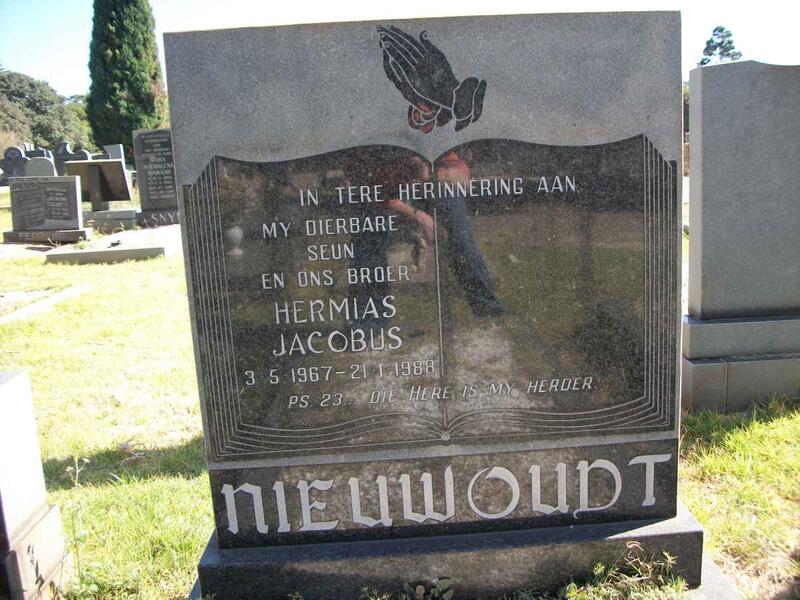 IN TERE HERINNERING AAN
MY DIERBARE
SEUN
EN ONS BROER
HERMIAS
JACOBUS
3·5·1967–21·1·1988
PS. 23.. DIE HERE IS MY HERDER.
NIEUWOUDT